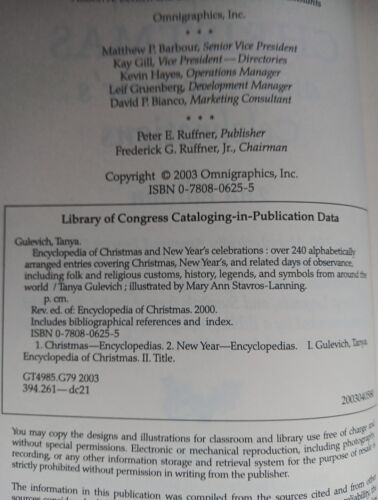 Omnigraphics, Inc.
* * *
Matthew P. Barbour, Senior Vice President
Kay Gill, Vice President—Directories
Kevin Hayes, Operations Manager
Leif Gruenberg, Development Manager
David P. Bianco, Marketing Consultant
* * *
Peter E. Ruffner, Publisher
Frederick G. Ruffner, Jr., Chairman
Copyright © 2003 Omnigraphics, Inc.
ISBN 0-7808-0625-5
Library of Congress Cataloging-in-Publication Data
Gulevich, Tanya.
Encyclopedia of Christmas and New Year's celebrations : over 240 alphabetically
arranged entries covering Christmas, New Year's, and related days of observance,
including folk and religious customs, history, legends, and symbols from around the
world / Tanya Gulevich ; illustrated by Mary Ann Stavros-Lanning.
p. cm.
Rev. ed. of: Encyclopedia of Christmas. 2000.
Includes bibliographical references and index.
ISBN 0-7808-0625-5
1. Christmas—Encyclopedias. 2. New Year—Encyclopedias. I. Gulevich, Tanya.
Encyclopedia of Christmas. II. Title.
GT4985.G79 2003
394.261—dc21
You may copy the designs and illustrations for classroom and library use free of charge and
without special permissions. Electronic or mechanical reproduction, including photography,
recording, or any other information storage and retrieval system for the purpose of resale is
strictly prohibited without permission in writing from the publisher.
The information in this publication was compiled from the sources cited and from other